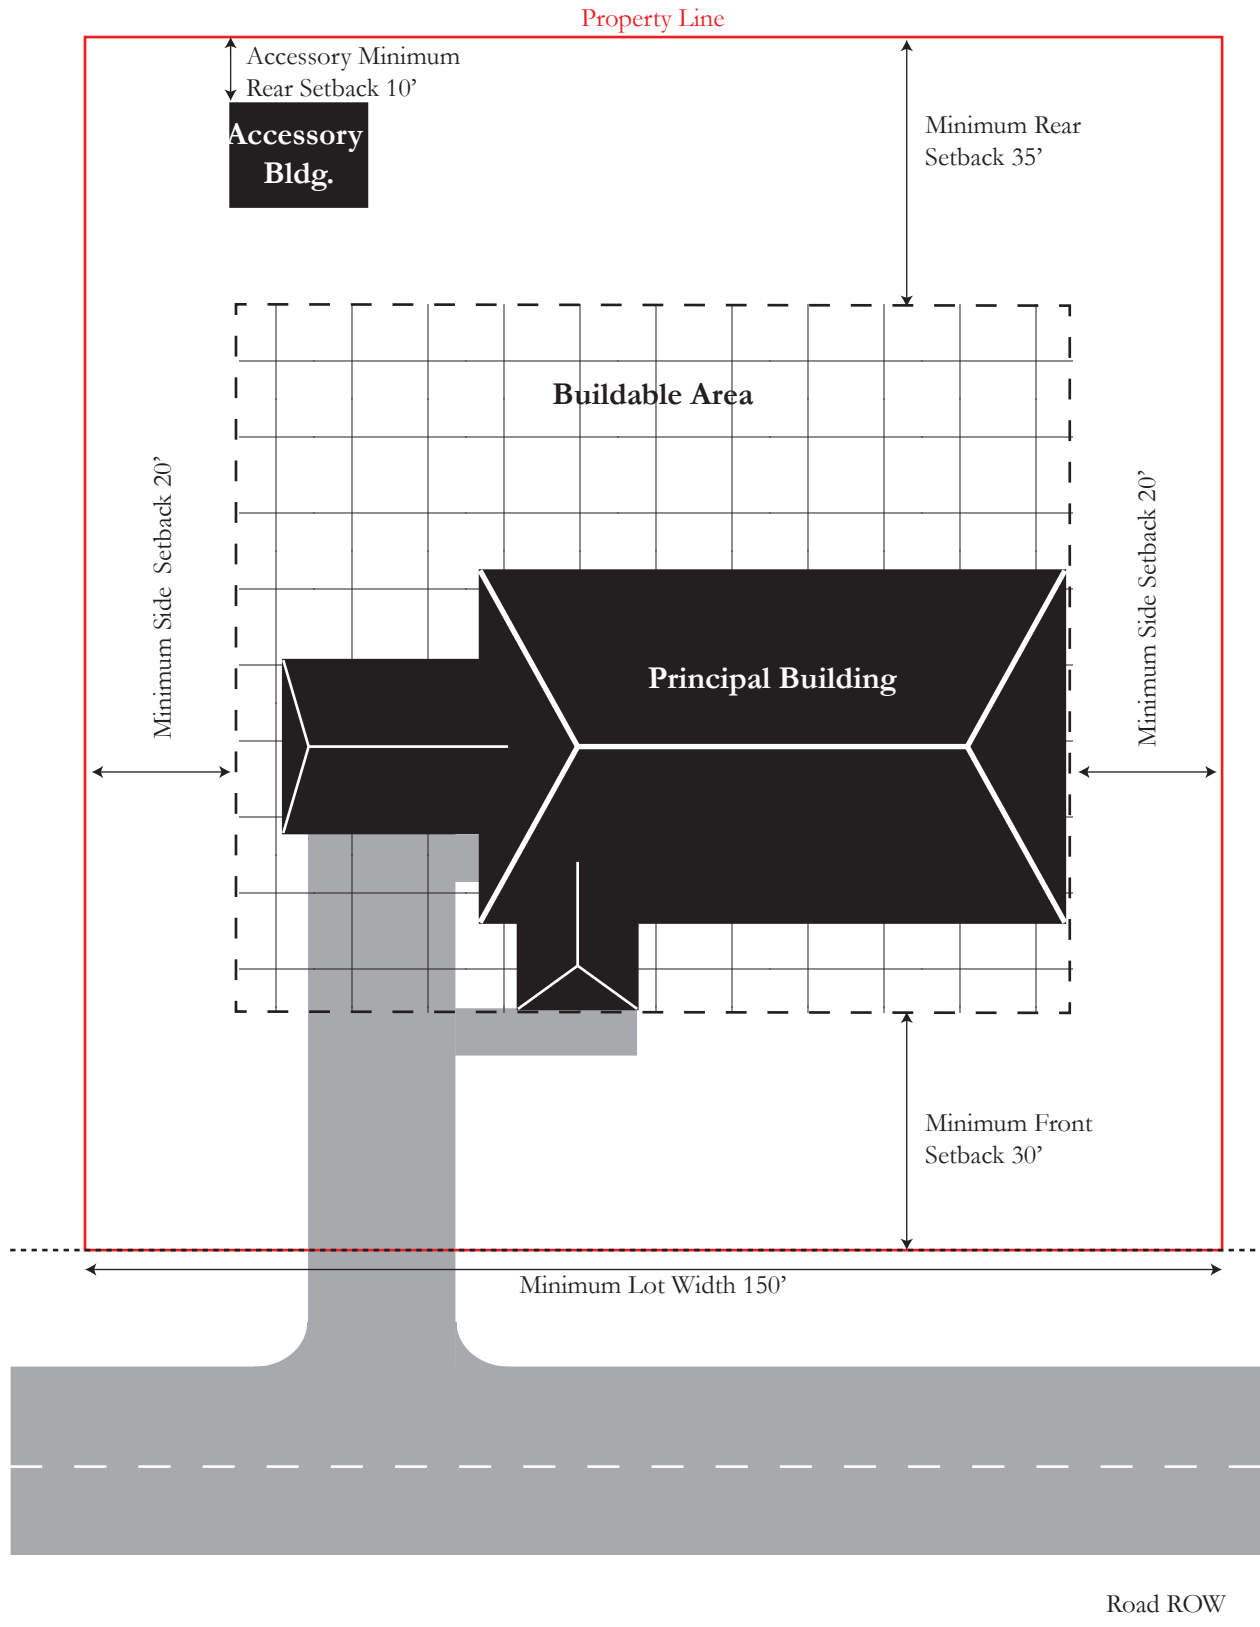 Property Line
Accessory Minimum
Rear Setback 10’
Accessory
Bldg.
Minimum Rear
Setback 35’
Buildable Area
Minimum Side  Setback 20’
Minimum Side Setback 20’
Principal Building
Minimum Front
Setback 30’
Minimum Lot Width 150’
Road ROW